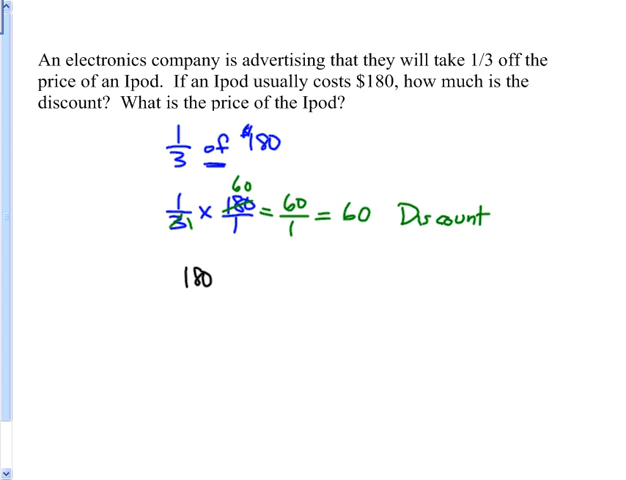 An electronics company is advertising that they will take 1/3 off the
price of an Ipod.  If an Ipod usually costs $180, how much is the
discount?  What is the price of the Ipod?
1/3 of $180
1/3 1 × 180/1 60 = 60/1 = 60 Discount
180